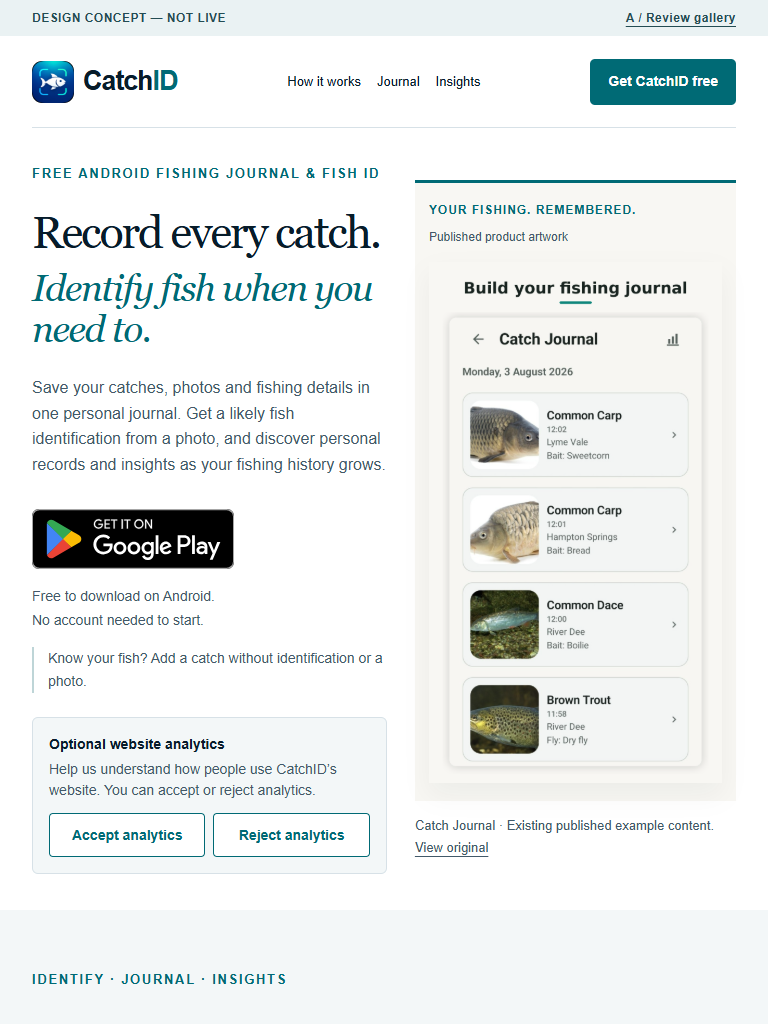 DESIGN CONCEPT — NOT LIVE
A / Review gallery
CatchID
How it works
Journal
Insights
Get CatchID free
FREE ANDROID FISHING JOURNAL & FISH ID
Record every catch.
Identify fish when you
need to.
Save your catches, photos and fishing details in
one personal journal. Get a likely fish
identification from a photo, and discover personal
records and insights as your fishing history grows.
GET IT ON
Google Play
Free to download on Android.
No account needed to start.
Know your fish? Add a catch without identification or a
photo.
Optional website analytics
Help us understand how people use CatchID’s
website. You can accept or reject analytics.
Accept analytics
Reject analytics
YOUR FISHING. REMEMBERED.
Published product artwork
Build your fishing journal
Catch Journal
Monday, 3 August 2026
Common Carp
12:02
Lyme Vale
Bait: Sweetcorn
Common Carp
12:01
Hampton Springs
Bait: Bread
Common Dace
12:00
River Dee
Bait: Boilie
Brown Trout
11:58
River Dee
Fly: Dry fly
Catch Journal · Existing published example content.
View original
IDENTIFY · JOURNAL · INSIGHTS